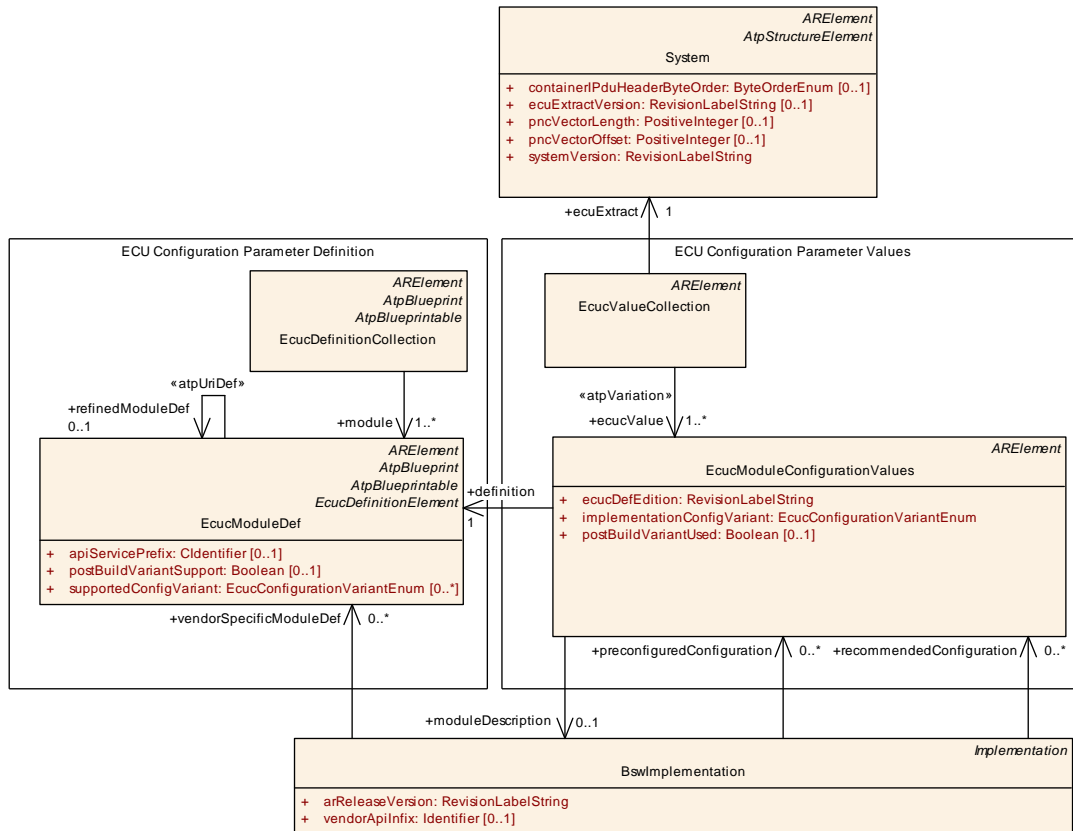 ARElement
AtpStructureElement
System
+ containerIPduHeaderByteOrder: ByteOrderEnum [0..1]
+ ecuExtractVersion: RevisionLabelString [0..1]
+ pncVectorLength: PositiveInteger [0..1]
+ pncVectorOffset: PositiveInteger [0..1]
+ systemVersion: RevisionLabelString
+ecuExtract 1
ECU Configuration Parameter Definition
ECU Configuration Parameter Values
ARElement
AtpBlueprint
AtpBlueprintable
EcucDefinitionCollection
ARElement
EcucValueCollection
«atpUriDef»
+refinedModuleDef
0..1
+module 1..*
«atpVariation»
+ecucValue 1..*
ARElement
AtpBlueprint
AtpBlueprintable
EcucDefinitionElement
EcucModuleDef
+ apiServicePrefix: CIdentifier [0..1]
+ postBuildVariantSupport: Boolean [0..1]
+ supportedConfigVariant: EcucConfigurationVariantEnum [0..*]
+definition
1
ARElement
EcucModuleConfigurationValues
+ ecucDefEdition: RevisionLabelString
+ implementationConfigVariant: EcucConfigurationVariantEnum
+ postBuildVariantUsed: Boolean [0..1]
+vendorSpecificModuleDef 0..*
+preconfiguredConfiguration 0..*
+recommendedConfiguration 0..*
+moduleDescription 0..1
Implementation
BswImplementation
+ arReleaseVersion: RevisionLabelString
+ vendorApiInfix: Identifier [0..1]